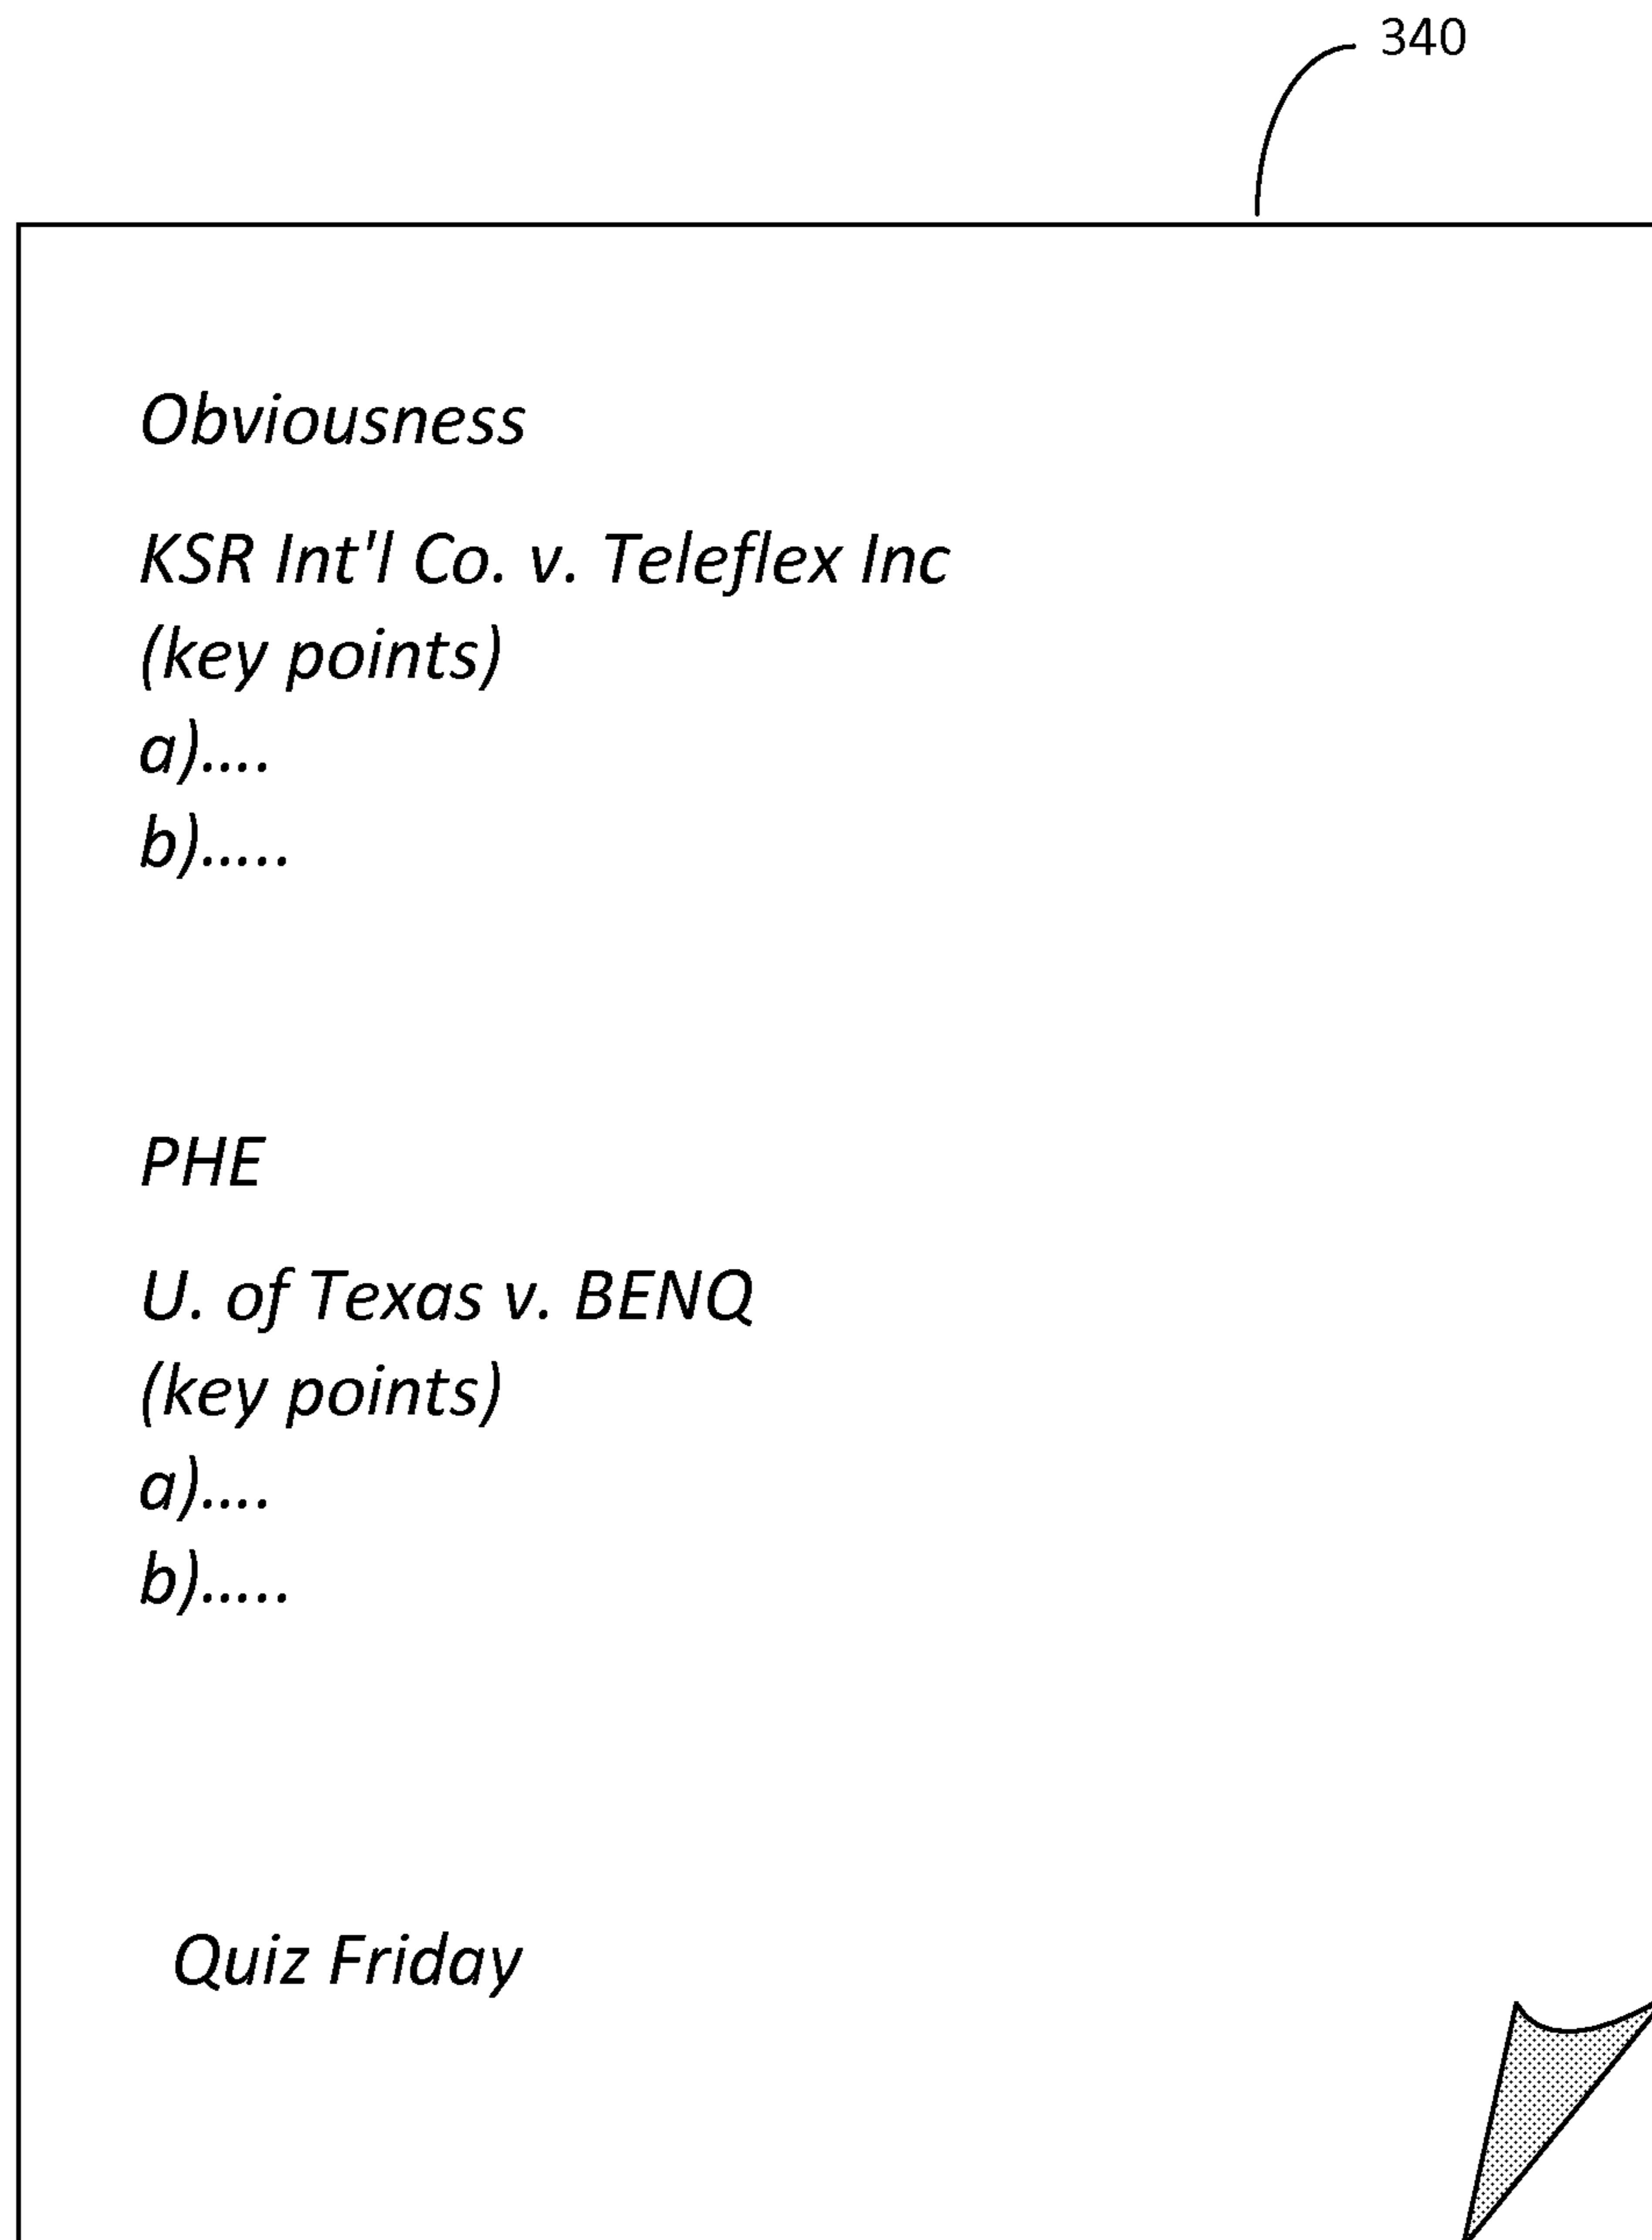 340
Obviousness
KSR Int'l Co. v. Teleflex Inc
(key points)
a)....
b).....
PHE
U. of Texas v. BENQ
(key points)
a)....
b).....
Quiz Friday